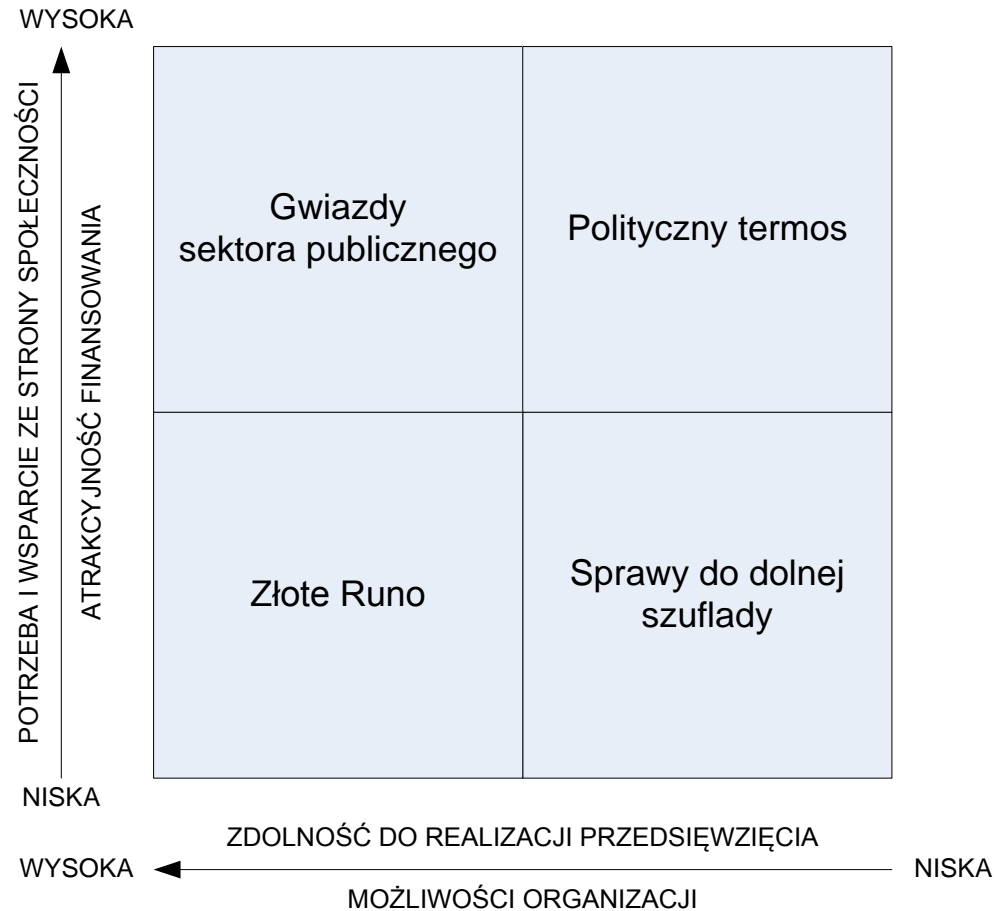 WYSOKA
POTRZEBA I WSPARCIE ZE STRONY SPOŁECZNOŚCI
ATRAKCYJNOŚĆ FINANSOWANIA
Gwiazdy
sektora publicznego
Polityczny termos
Złote Runo
Sprawy do dolnej
szuflady
NISKA
ZDOLNOŚĆ DO REALIZACJI PRZEDSIĘWZIĘCIA
WYSOKA
NISKA
MOŻLIWOŚCI ORGANIZACJI